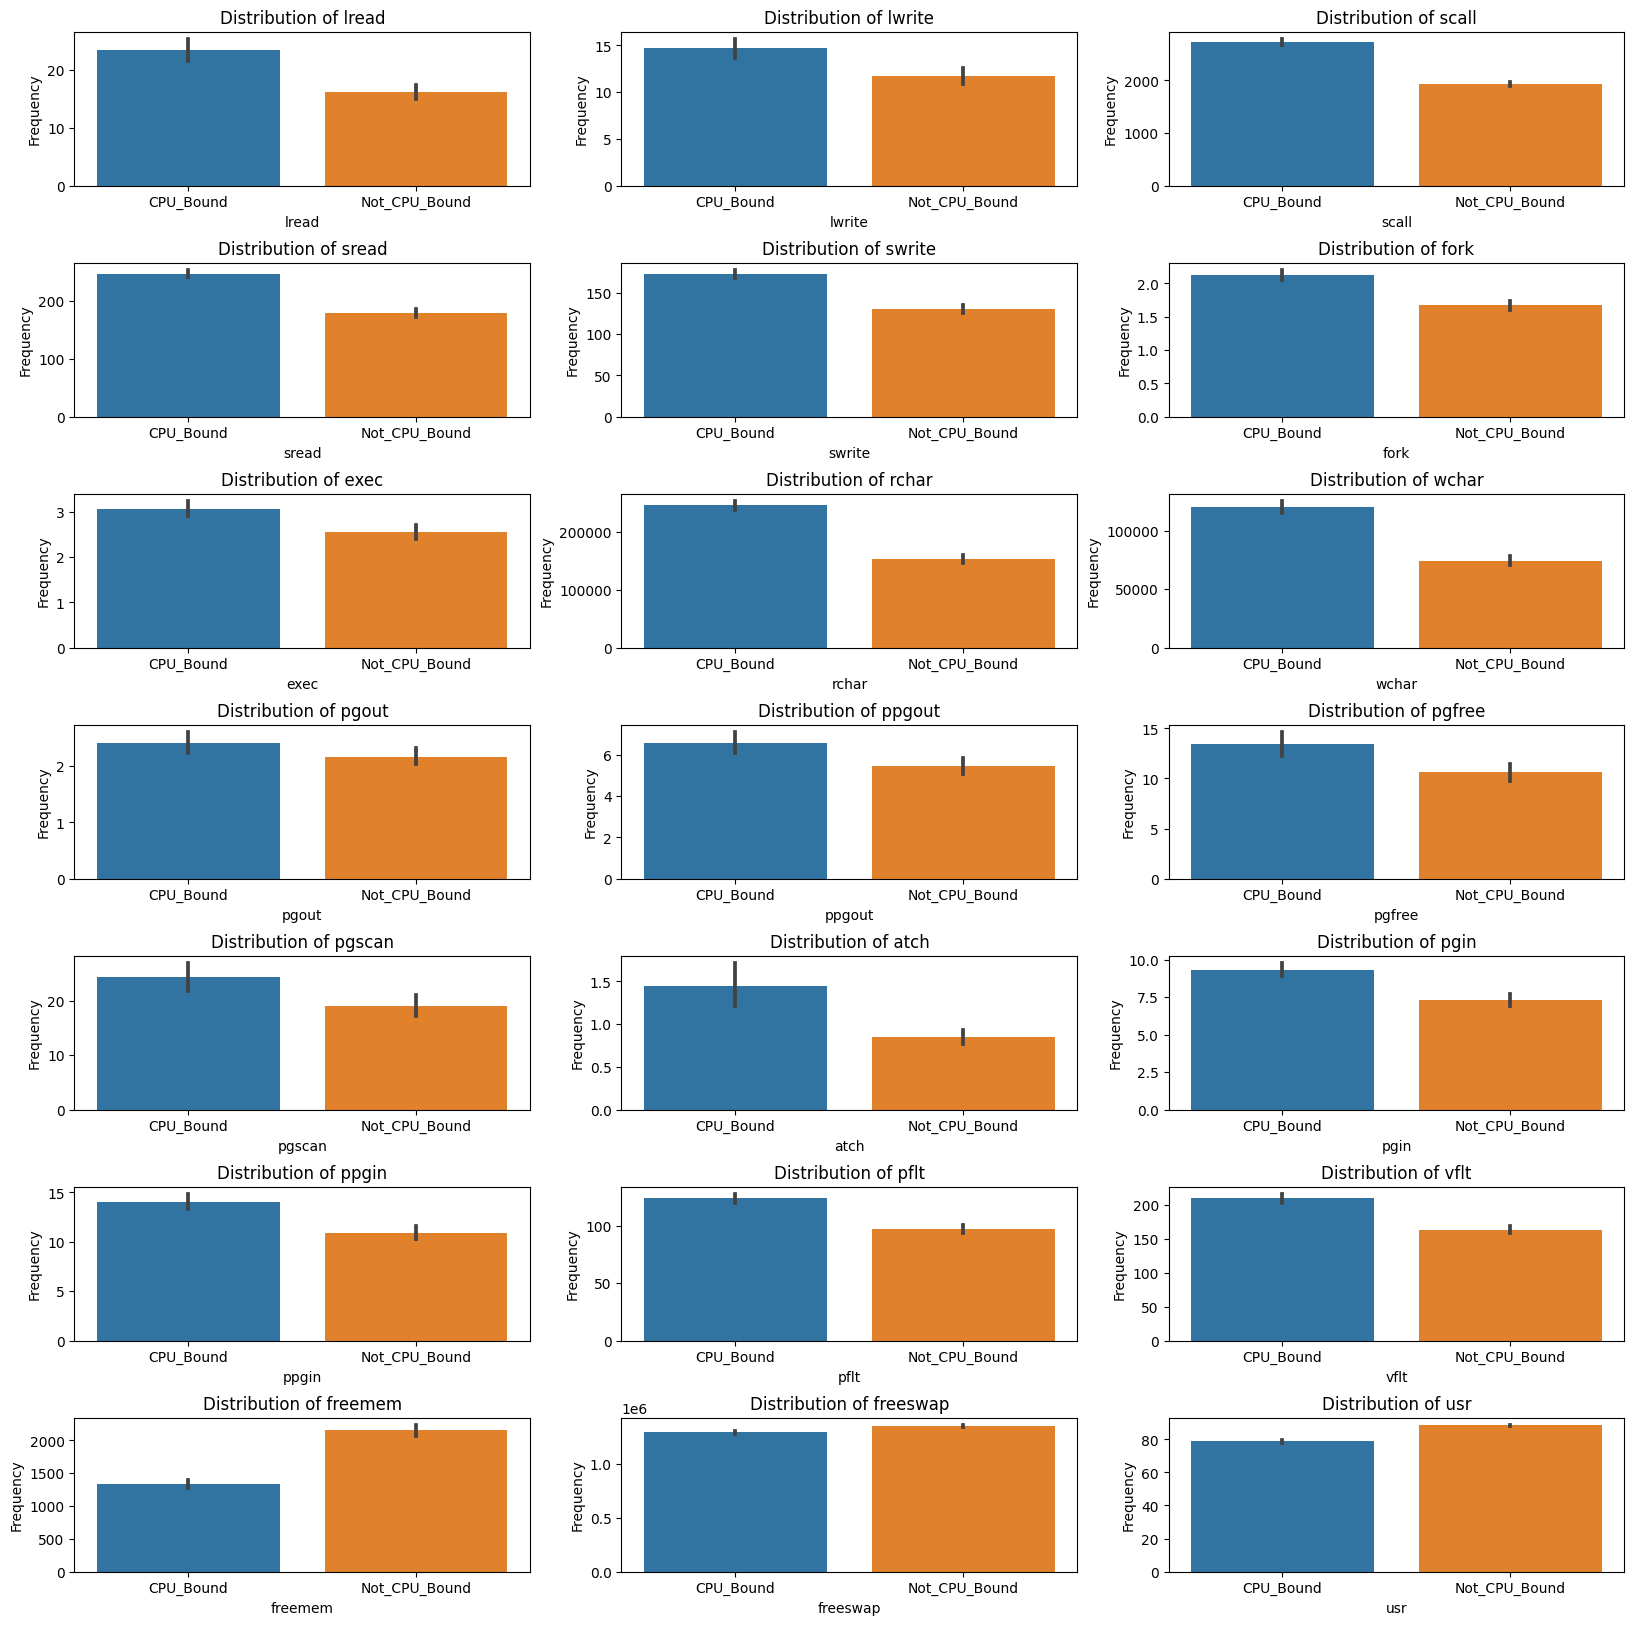 Distribution of lread
Frequency
20
10
0
CPU_Bound Not_CPU_Bound
lread
Distribution of lwrite
Frequency
15
10
5
0
CPU_Bound Not_CPU_Bound
lwrite
Distribution of scall
Frequency
2000
1000
0
CPU_Bound Not_CPU_Bound
scall
Distribution of sread
Frequency
200
100
0
CPU_Bound Not_CPU_Bound
sread
Distribution of swrite
Frequency
150
100
50
0
CPU_Bound Not_CPU_Bound
swrite
Distribution of fork
Frequency
2.0
1.5
1.0
0.5
0.0
CPU_Bound Not_CPU_Bound
fork
Distribution of exec
Frequency
3
2
1
0
CPU_Bound Not_CPU_Bound
exec
Distribution of rchar
Frequency
200000
100000
0
CPU_Bound Not_CPU_Bound
rchar
Distribution of wchar
Frequency
100000
50000
0
CPU_Bound Not_CPU_Bound
wchar
Distribution of pgout
Frequency
2
1
0
CPU_Bound Not_CPU_Bound
pgout
Distribution of ppgout
Frequency
6
4
2
0
CPU_Bound Not_CPU_Bound
ppgout
Distribution of pgfree
Frequency
15
10
5
0
CPU_Bound Not_CPU_Bound
pgfree
Distribution of pgscan
Frequency
20
10
0
CPU_Bound Not_CPU_Bound
pgscan
Distribution of atch
Frequency
1.5
1.0
0.5
0.0
CPU_Bound Not_CPU_Bound
atch
Distribution of pgin
Frequency
10.0
7.5
5.0
2.5
0.0
CPU_Bound Not_CPU_Bound
pgin
Distribution of ppgin
Frequency
15
10
5
0
CPU_Bound Not_CPU_Bound
ppgin
Distribution of pflt
Frequency
100
50
0
CPU_Bound Not_CPU_Bound
pflt
Distribution of vflt
Frequency
200
150
100
50
0
CPU_Bound Not_CPU_Bound
vflt
Distribution of freemem
Frequency
2000
1500
1000
500
0
CPU_Bound Not_CPU_Bound
freemem
1e6 Distribution of freeswap
Frequency
1.0
0.5
0.0
CPU_Bound Not_CPU_Bound
freeswap
Distribution of usr
Frequency
80
60
40
20
0
CPU_Bound Not_CPU_Bound
usr